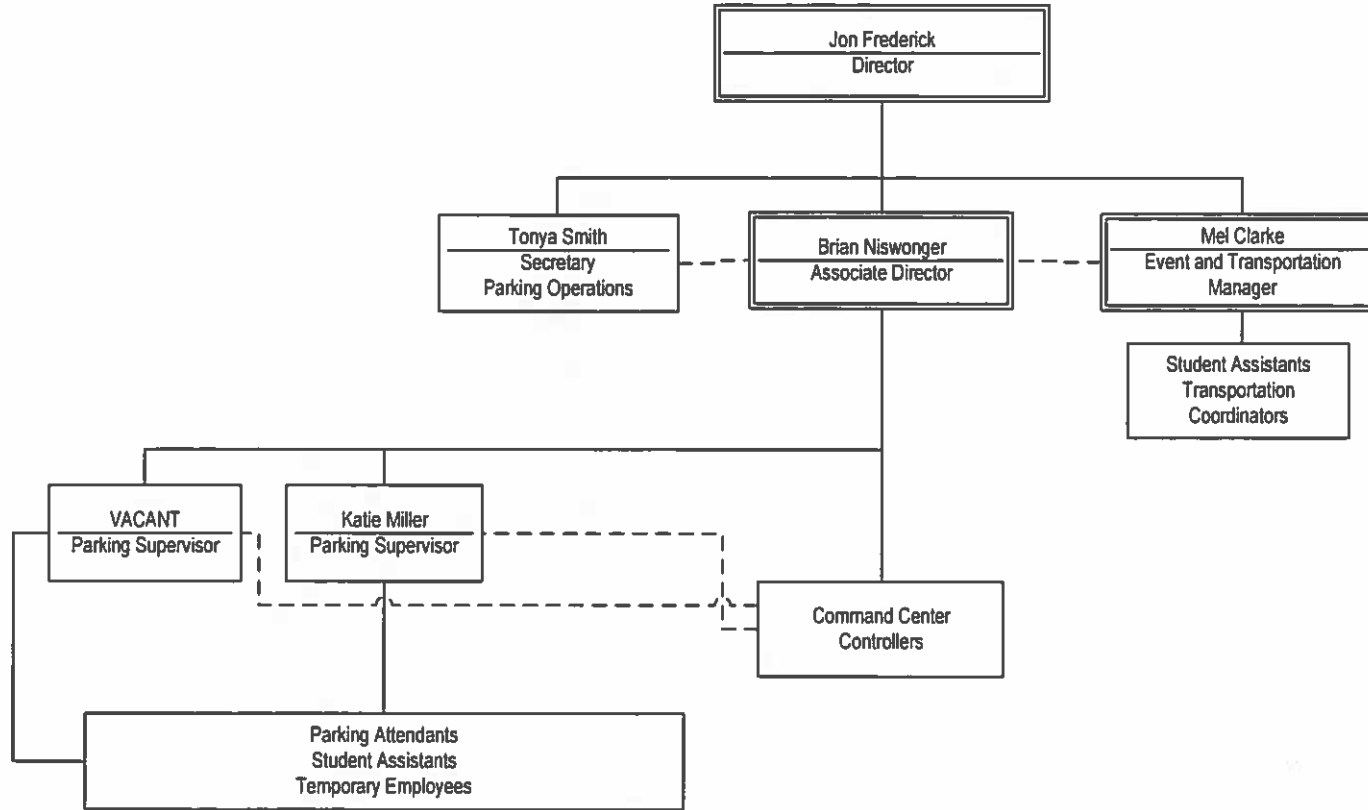 Jon Frederick
Director
Tonya Smith
Secretary
Parking Operations
Brian Niswonger
Associate Director
Mel Clarke
Event and Transportation
Manager
Student Assistants
Transportation
Coordinators
VACANT
Parking Supervisor
Katie Miller
Parking Supervisor
Command Center
Controllers
Parking Attendants
Student Assistants
Temporary Employees